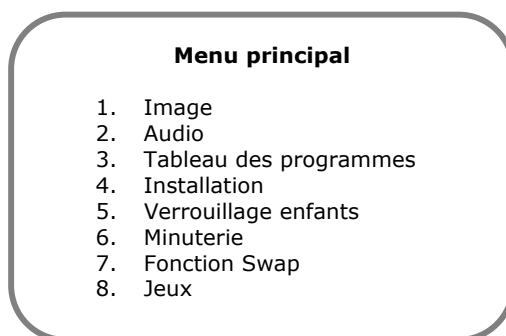 Menu principal
1. Image
2. Audio
3. Tableau des programmes
4. Installation
5. Verrouillage enfants
6. Minuterie
7. Fonction Swap
8. Jeux